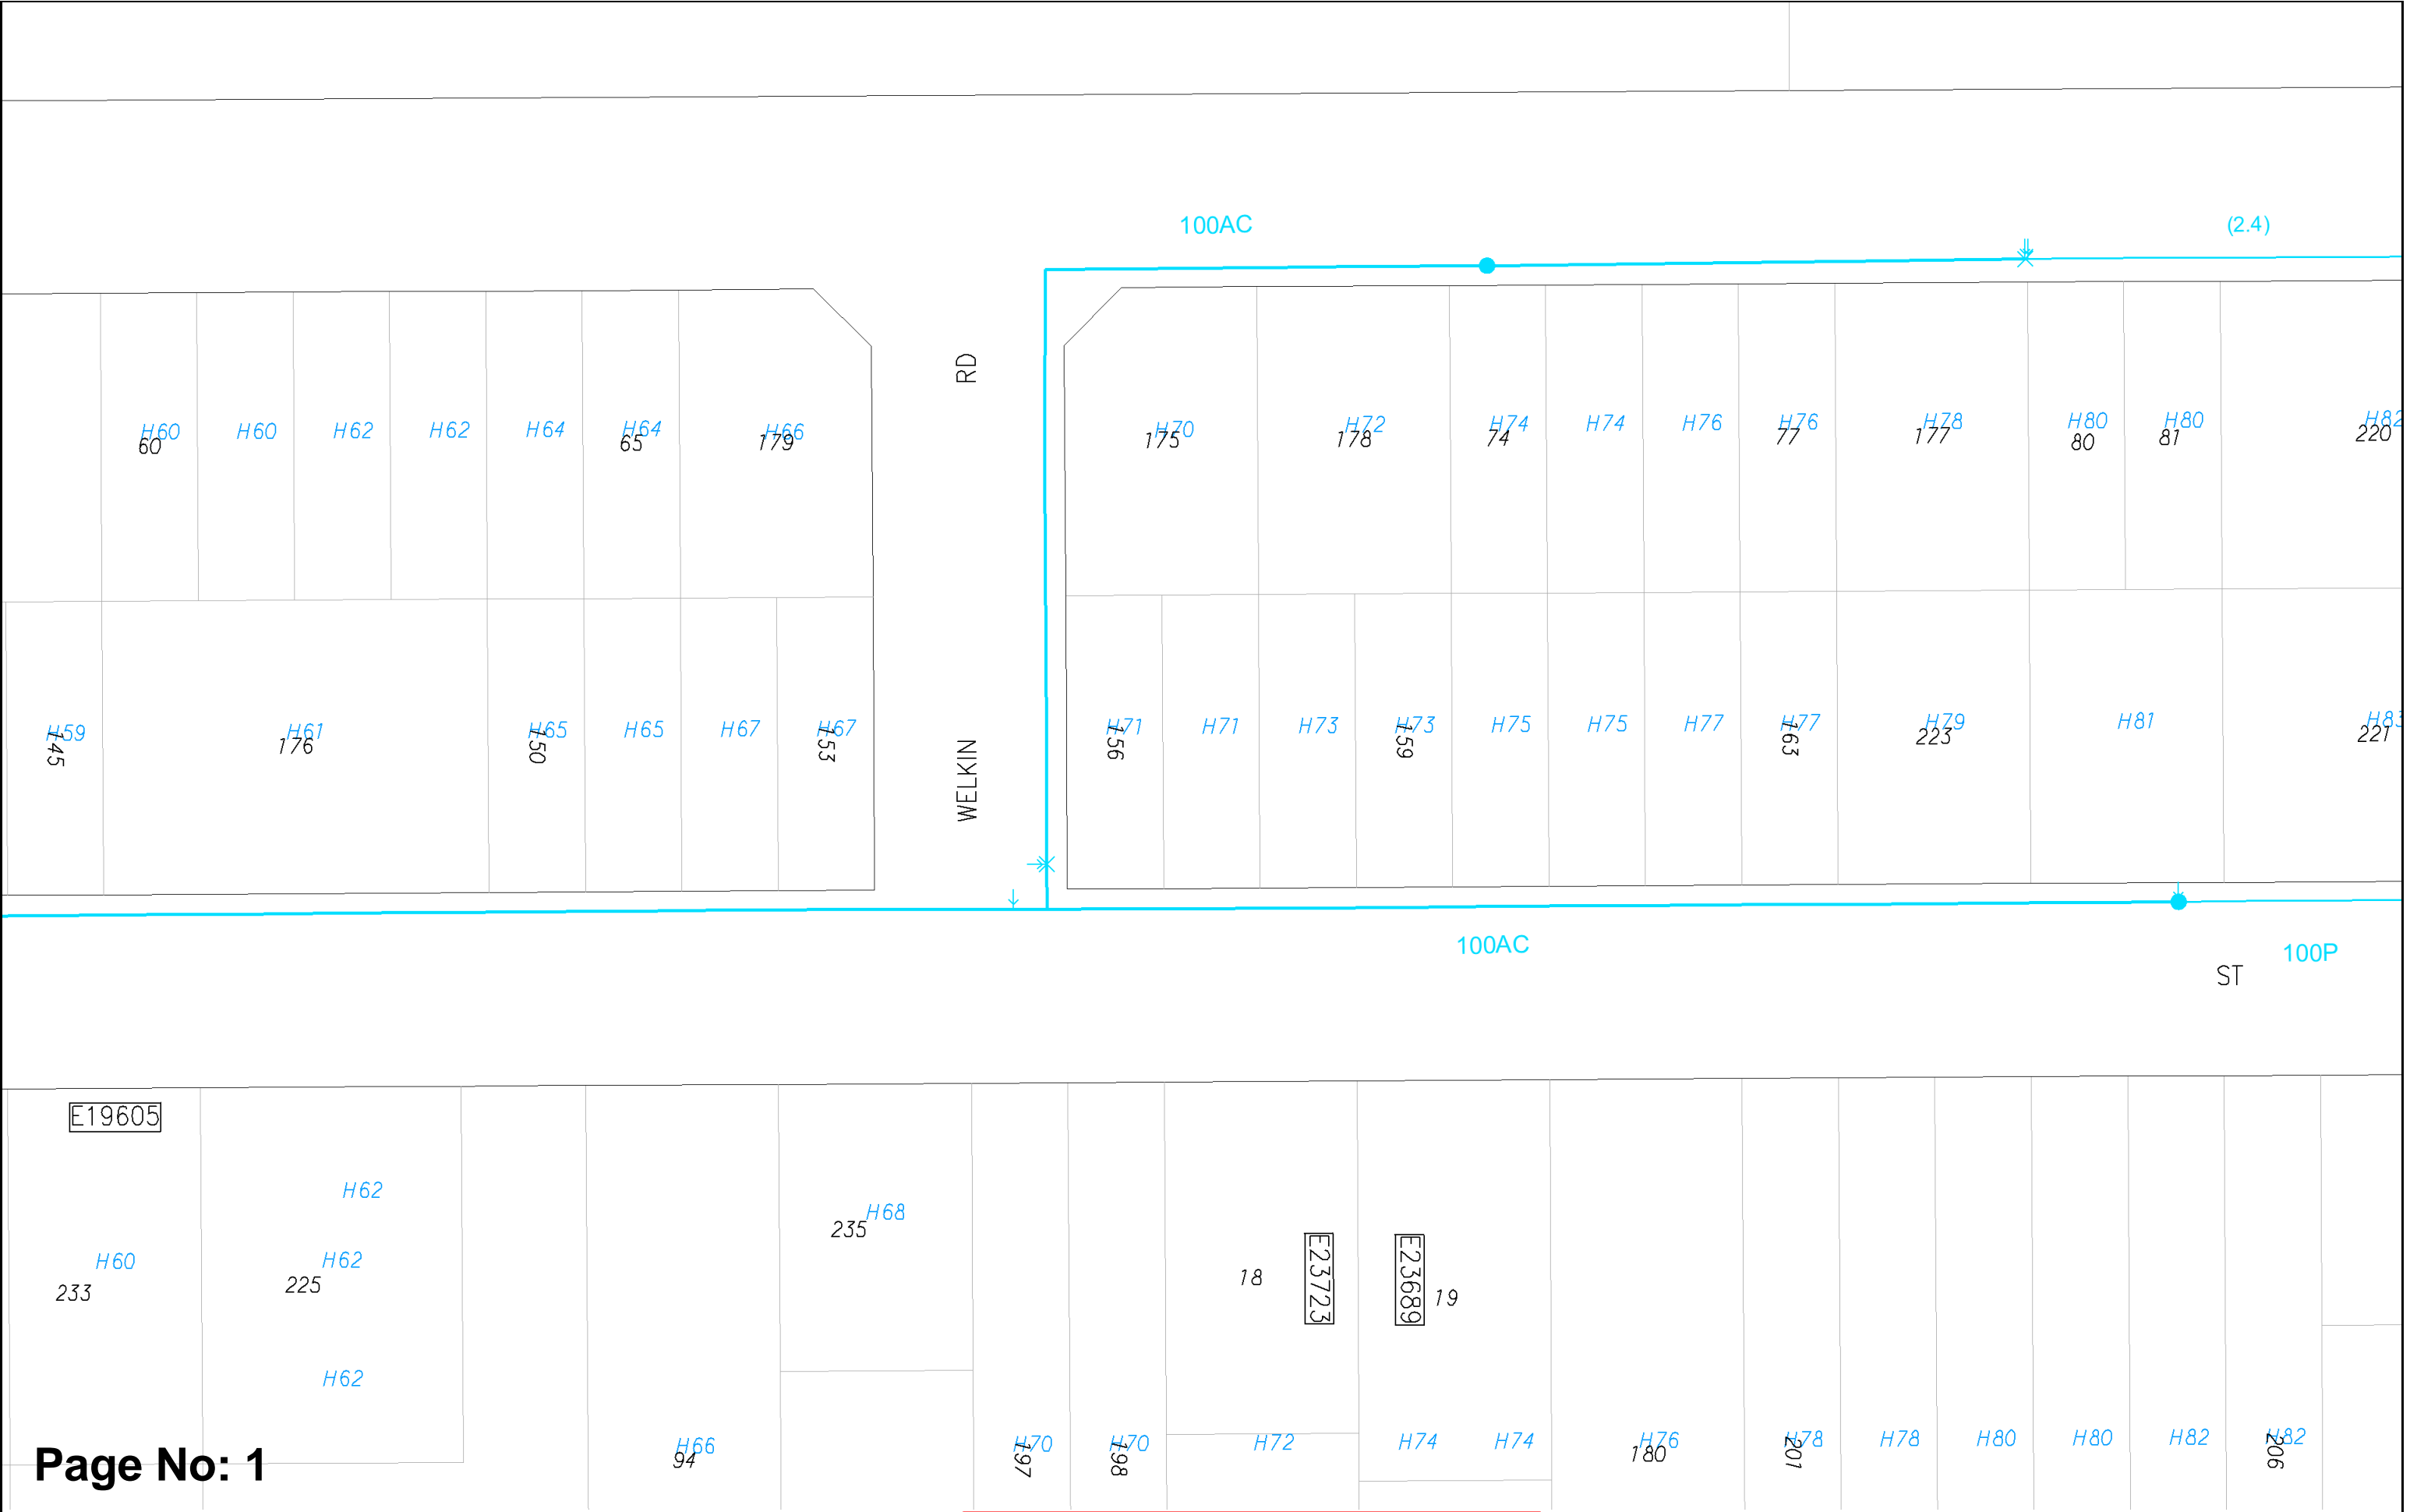 100AC
(2.4)
RD
H60 H60 H62 H62 H64 H64 H66 H70 H72 H74 H74 H76 H76 H78 H80 H80 H82
60 65 179 175 178 74 77 177 80 81 220
WELKIN
H59 H61 H65 H65 H67 H67 H71 H71 H73 H73 H75 H75 H77 H77 H79 H81 H83
145 176 150 153 156 159 163 223 221
100AC
100P
ST
E19605
H62
H68
235
H60 H62
233 225
18 E23723 E23689 19
H62
H66 H70 H70 H72 H74 H74 H76 H78 H78 H80 H80 H82 H82
94 197 198 180 201 206
Page No: 1